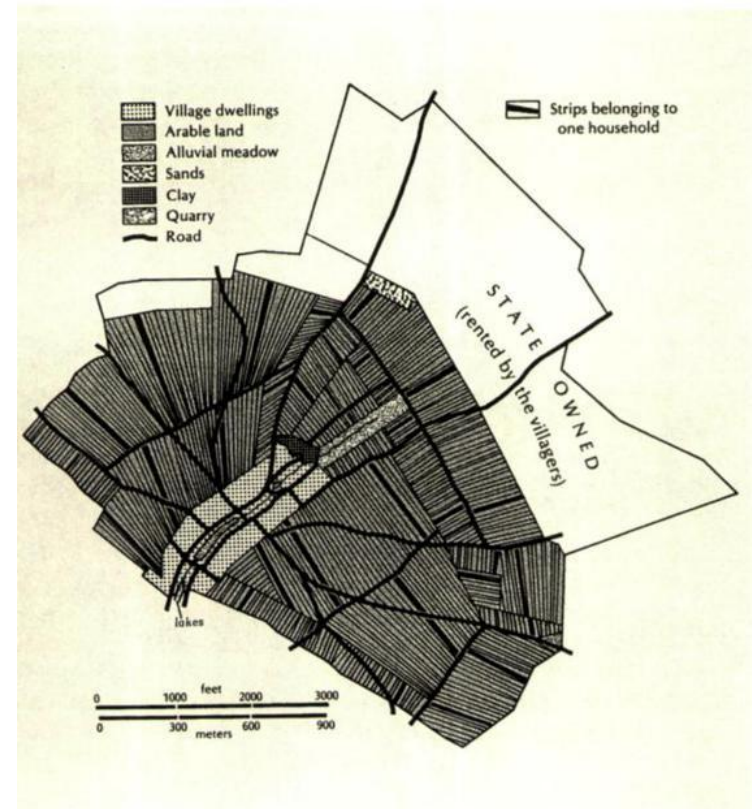 Village dwellings
Arable land
Alluvial meadow
Sands
Clay
Quarry
Road
Strips belonging to
one household
STATE OWNED
(rented by the villagers)
lakes
0 1000 feet 2000 3000
0 300 meters 600 900